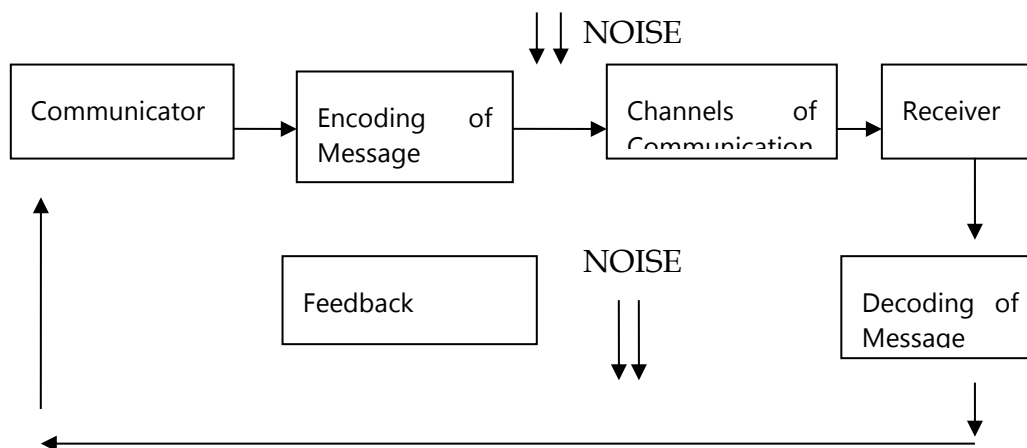 NOISE
Communicator
Encoding of
Message
Channels of
Communication
Receiver
Feedback
NOISE
Decoding of
Message